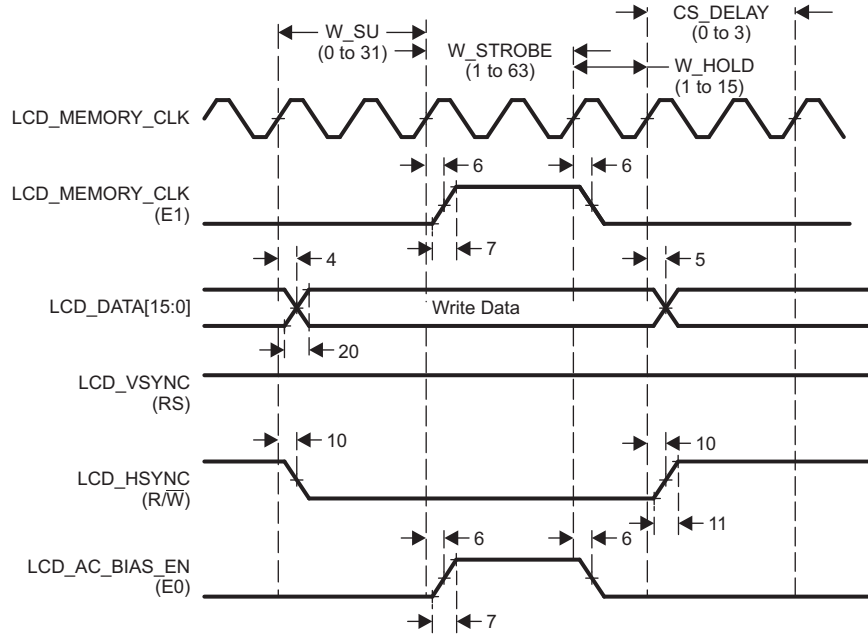 CS_DELAY
(0 to 3)
W_SU
(0 to 31)
W_STROBE
(1 to 63)
W_HOLD
(1 to 15)
LCD_MEMORY_CLK
6
6
LCD_MEMORY_CLK
(E1)
7
4
5
LCD_DATA[15:0]
Write Data
20
LCD_VSYNC
(RS)
10
10
LCD_HSYNC
(R/W̅)
11
6
6
LCD_AC_BIAS_EN
(E0)
7